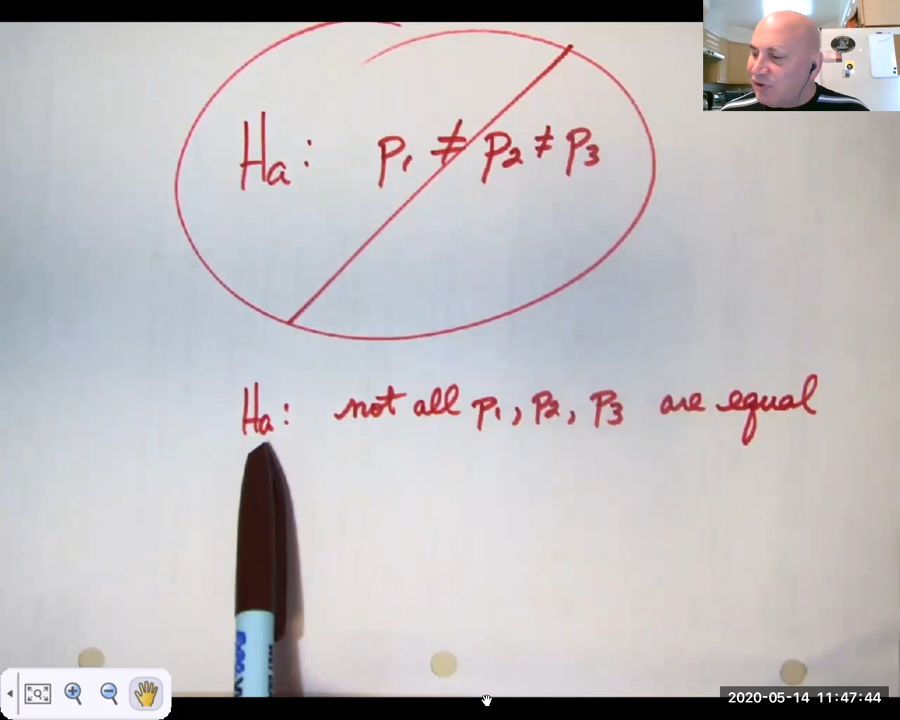 Ha: p₁ ≠ p₂ ≠ p₃
Ha: not all p₁, p₂, p₃ are equal
2020-05-14 11:47:44